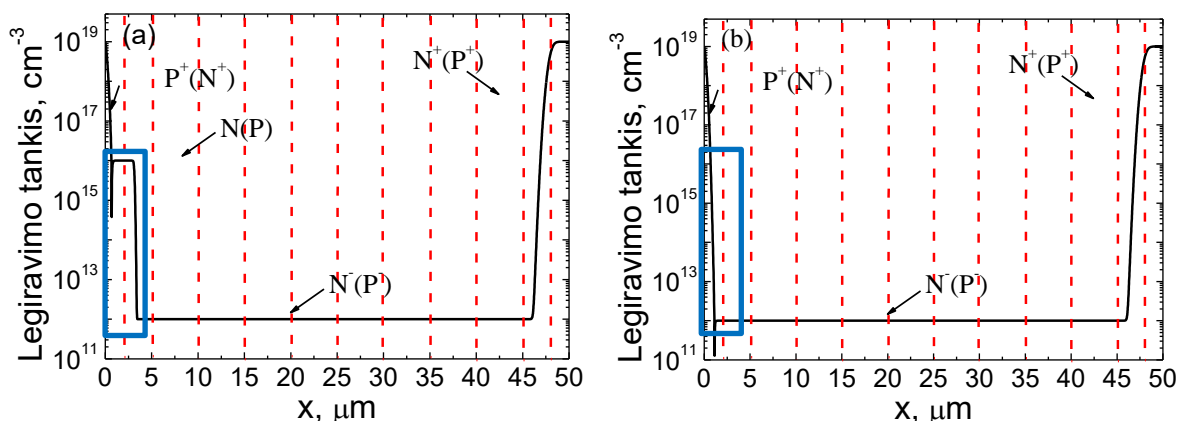 (a)
P⁺(N⁺)
N⁺(P⁺)
N(P)
N⁻(P⁻)
Legiravimo tankis, cm⁻³
10¹⁹
10¹⁷
10¹⁵
10¹³
10¹¹
0 5 10 15 20 25 30 35 40 45 50
x, μm
(b)
P⁺(N⁺)
N⁺(P⁺)
N⁻(P⁻)
Legiravimo tankis, cm⁻³
10¹⁹
10¹⁷
10¹⁵
10¹³
10¹¹
0 5 10 15 20 25 30 35 40 45 50
x, μm